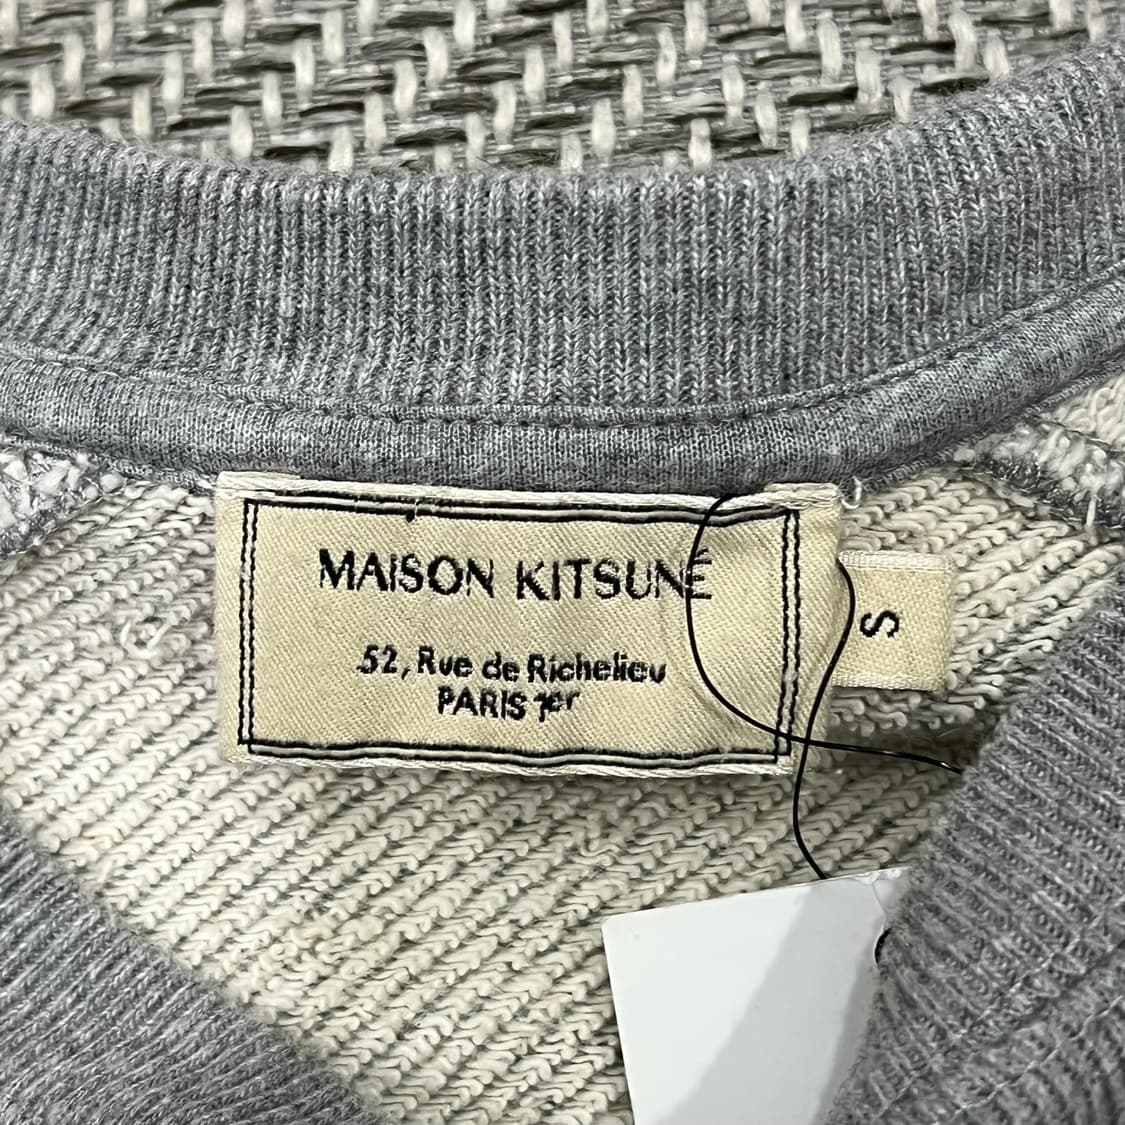 MAISON KITSUNÉ
52, Rue de Richelieu
PARIS 1er
S